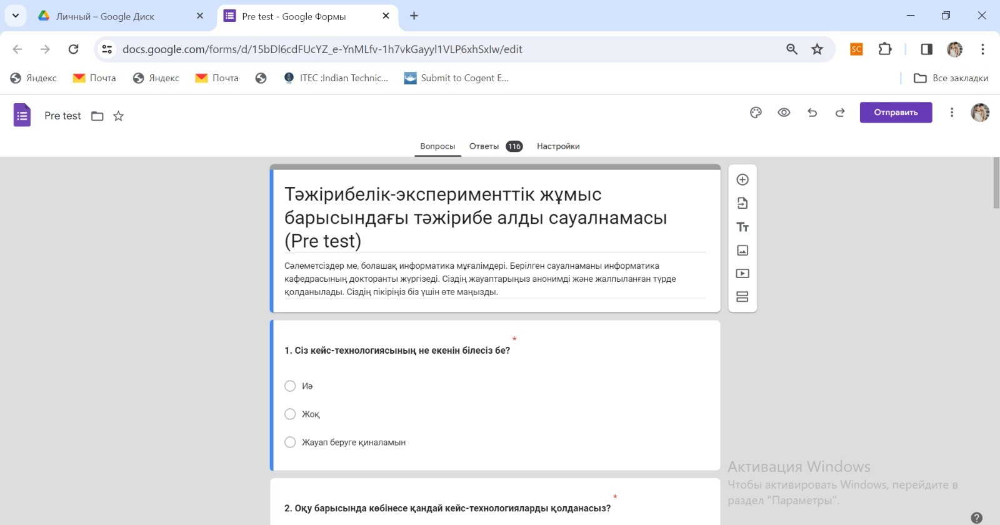 Личный – Google Диск
Pre test - Google Формы
docs.google.com/forms/d/15bDl6cdFUcYZ_e-YnMLfv-1h7vkGayyl1VLP6xhSxIw/edit
SC
Яндекс
Почта
Яндекс
Почта
ITEC :Indian Technic...
Submit to Cogent E...
Все закладки
Pre test
Отправить
Вопросы
Ответы 116
Настройки
Тәжірибелік-эксперименттік жұмыс
барысындағы тәжірибе алды сауалнамасы
(Pre test)
Сәлеметсіздер ме, болашақ информатика мұғалімдері. Берілген сауалнаманы информатика
кафедрасының докторанты жүргізеді. Сіздің жауаптарыңыз анонимді және жалпыланған түрде
қолданылады. Сіздің пікіріңіз біз үшін өте маңызды.
Tт
1. Сіз кейс-технологиясының не екенін білесіз бе? *
Иә
Жоқ
Жауап беруге қиналамын
2. Оқу барысында көбінесе қандай кейс-технологияларды қолданасыз? *
Активация Windows
Чтобы активировать Windows, перейдите в
раздел "Параметры".